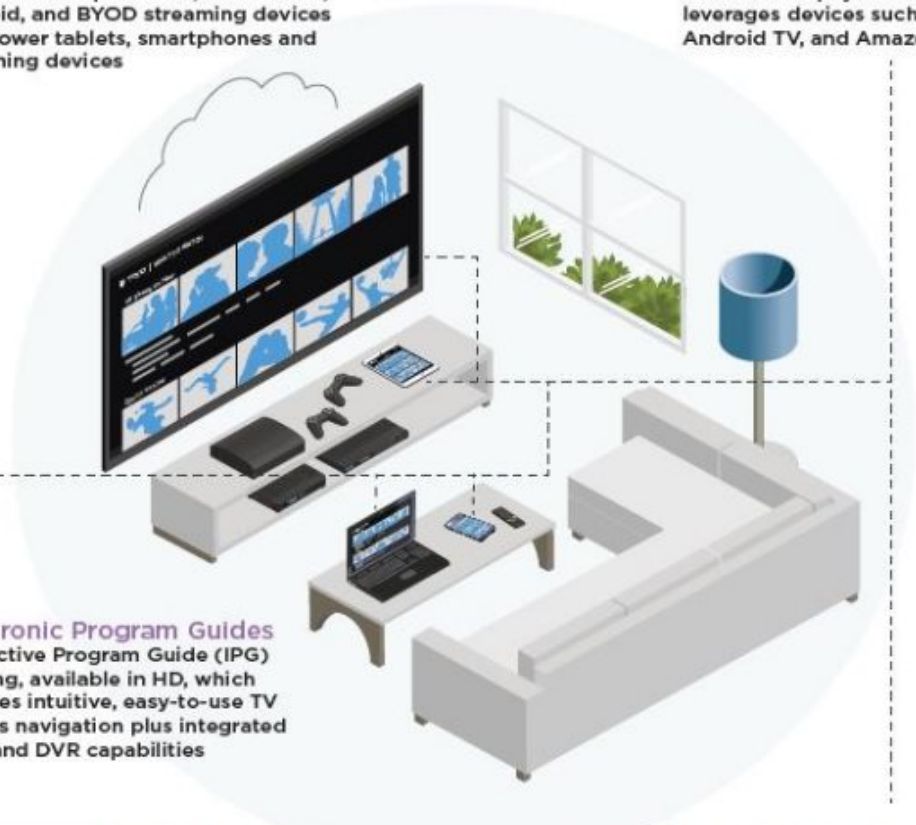 id, and BYOD streaming devices
ower tablets, smartphones and
ning devices
leverages devices such
Android TV, and Amaz
ronic Program Guides
ctive Program Guide (IPG)
ng, available in HD, which
es intuitive, easy-to-use TV
s navigation plus integrated
and DVR capabilities